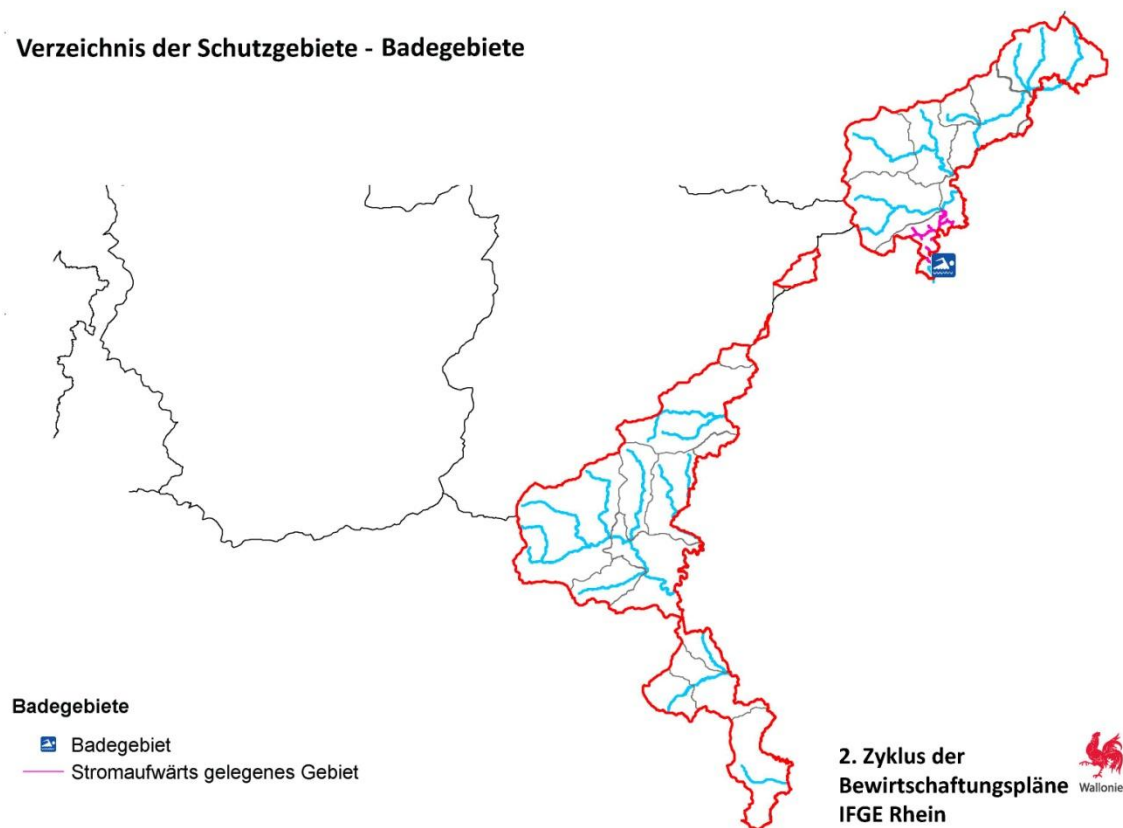 Verzeichnis der Schutzgebiete - Badegebiete
Badegebiete
Badegebiet
Stromaufwärts gelegenes Gebiet
2. Zyklus der
Bewirtschaftungspläne
IFGE Rhein
Wallonie